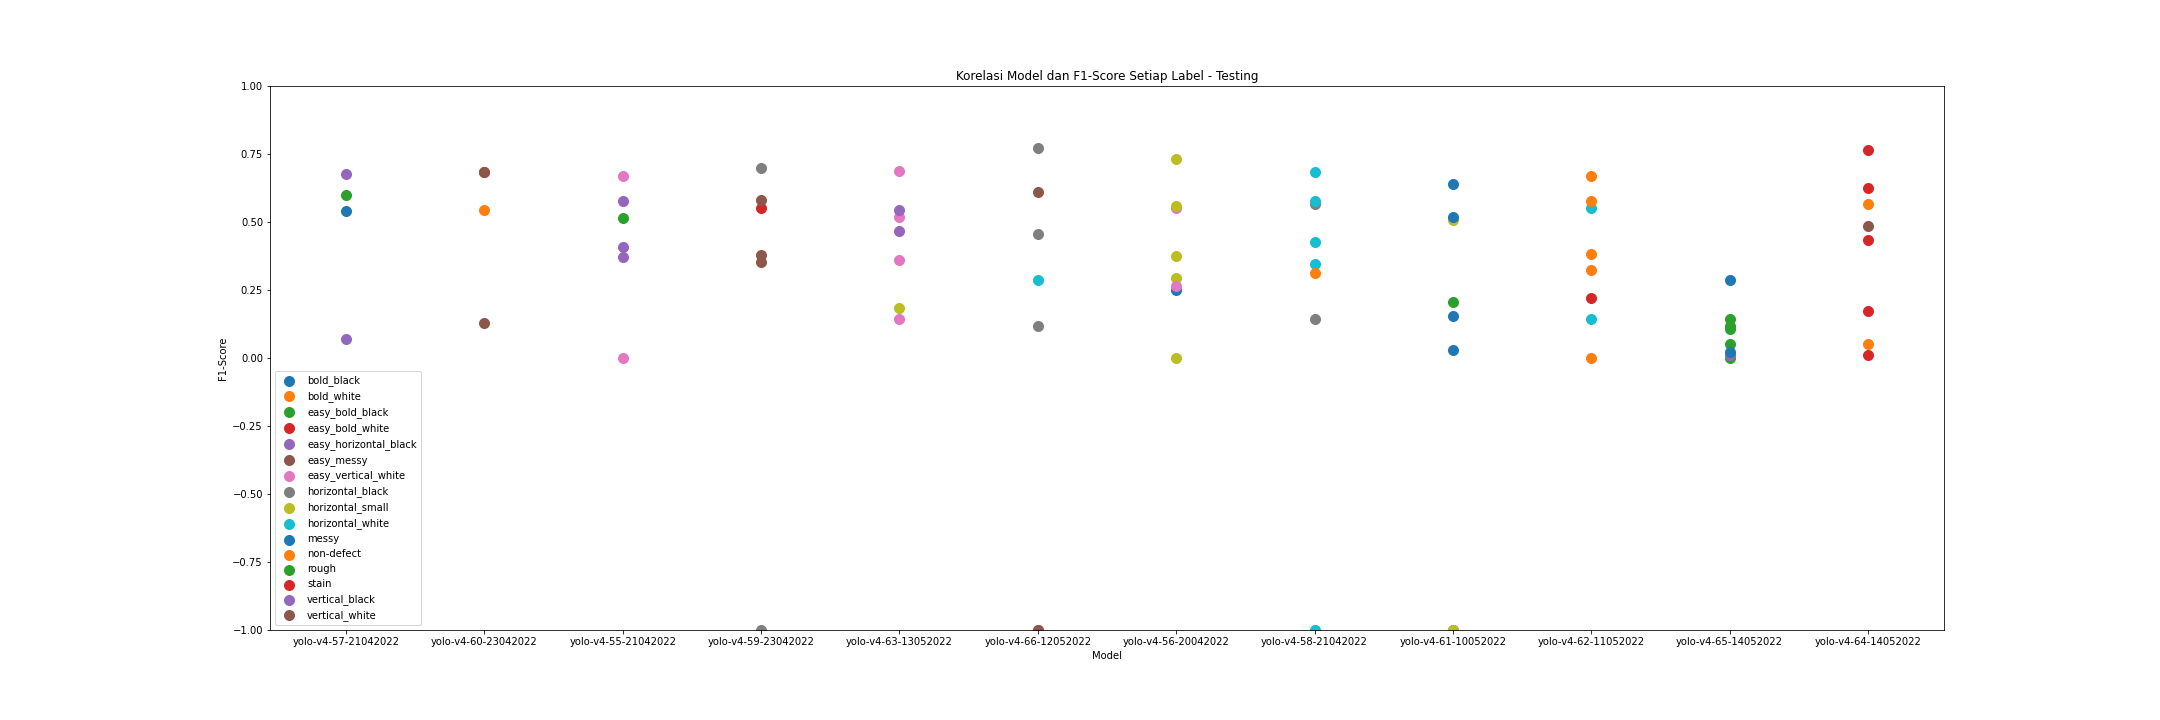 Korelasi Model dan F1-Score Setiap Label - Testing
1.00
0.75
0.50
0.25
0.00
−0.25
−0.50
−0.75
−1.00
F1-Score
bold_black
bold_white
easy_bold_black
easy_bold_white
easy_horizontal_black
easy_messy
easy_vertical_white
horizontal_black
horizontal_small
horizontal_white
messy
non-defect
rough
stain
vertical_black
vertical_white
yolo-v4-57-21042022 yolo-v4-60-23042022 yolo-v4-55-21042022 yolo-v4-59-23042022 yolo-v4-63-13052022 yolo-v4-66-12052022 yolo-v4-56-20042022 yolo-v4-58-21042022 yolo-v4-61-10052022 yolo-v4-62-11052022 yolo-v4-65-14052022 yolo-v4-64-14052022
Model